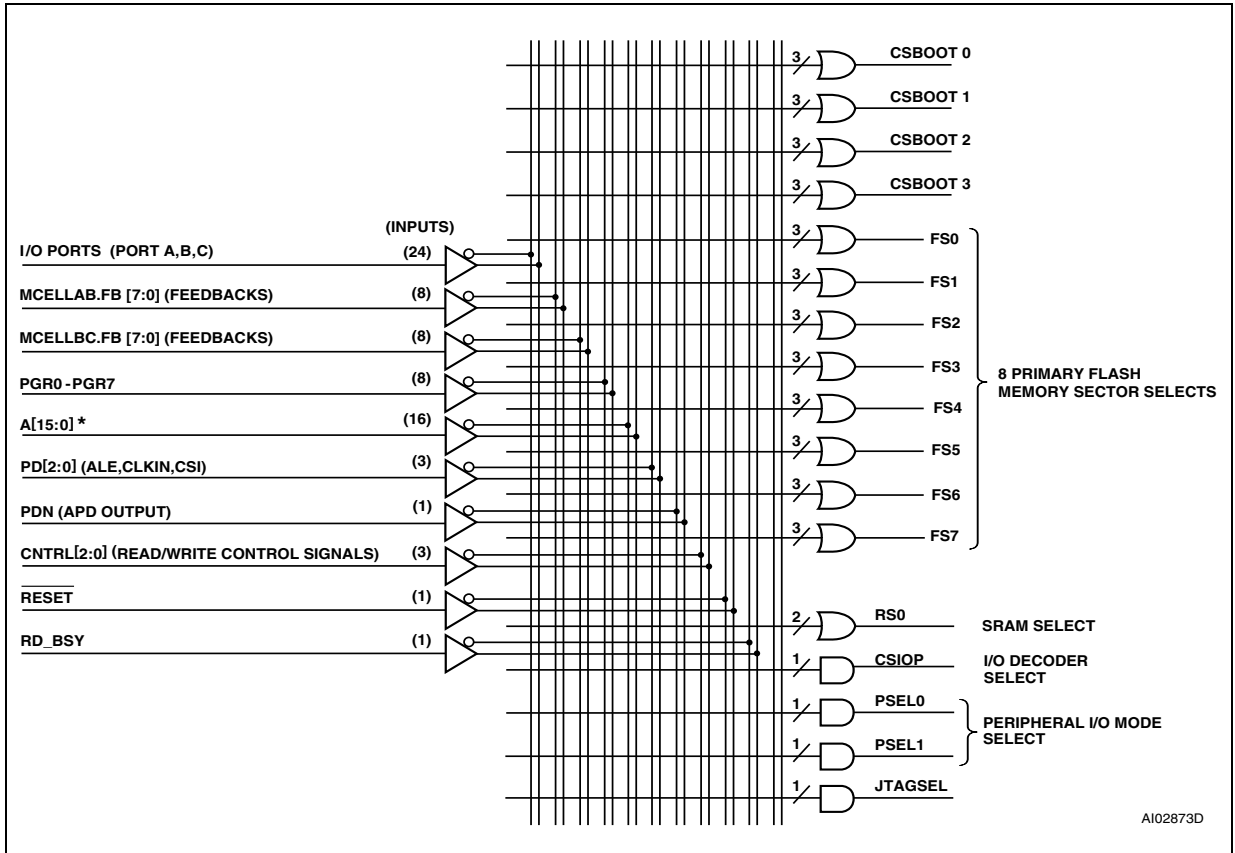 (INPUTS)
I/O PORTS (PORT A,B,C) (24)
MCELLAB.FB [7:0] (FEEDBACKS) (8)
MCELLBC.FB [7:0] (FEEDBACKS) (8)
PGR0 -PGR7 (8)
A[15:0] * (16)
PD[2:0] (ALE,CLKIN,CSI) (3)
PDN (APD OUTPUT) (1)
CNTRL[2:0] (READ/WRITE CONTROL SIGNALS) (3)
RESET (1)
RD_BSY (1)
3 CSBOOT 0
3 CSBOOT 1
3 CSBOOT 2
3 CSBOOT 3
3 FS0
3 FS1
3 FS2
3 FS3
3 FS4
3 FS5
3 FS6
3 FS7
8 PRIMARY FLASH
MEMORY SECTOR SELECTS
2 RS0 SRAM SELECT
1 CSIOP I/O DECODER
SELECT
1 PSEL0
1 PSEL1
PERIPHERAL I/O MODE
SELECT
1 JTAGSEL
AI02873D